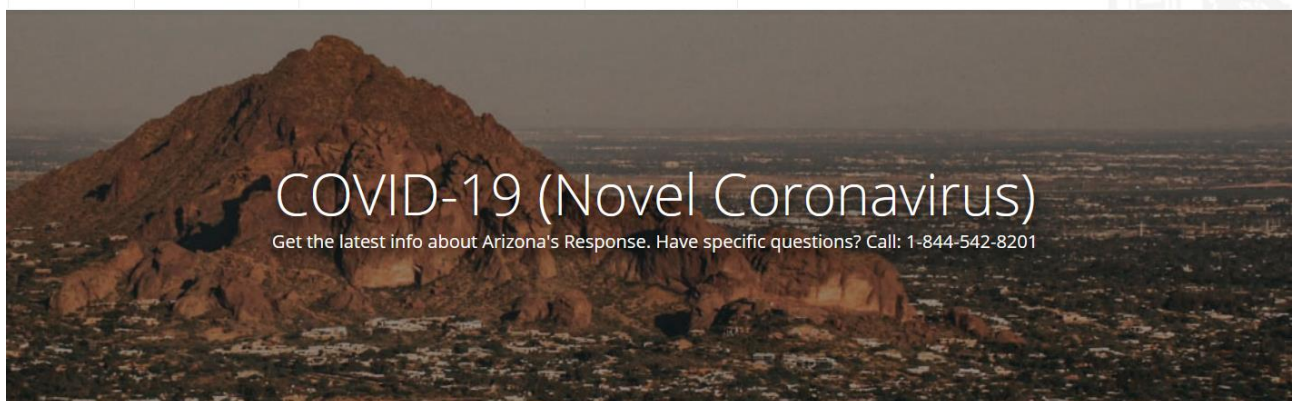 COVID-19 (Novel Coronavirus)
Get the latest info about Arizona's Response. Have specific questions? Call: 1-844-542-8201